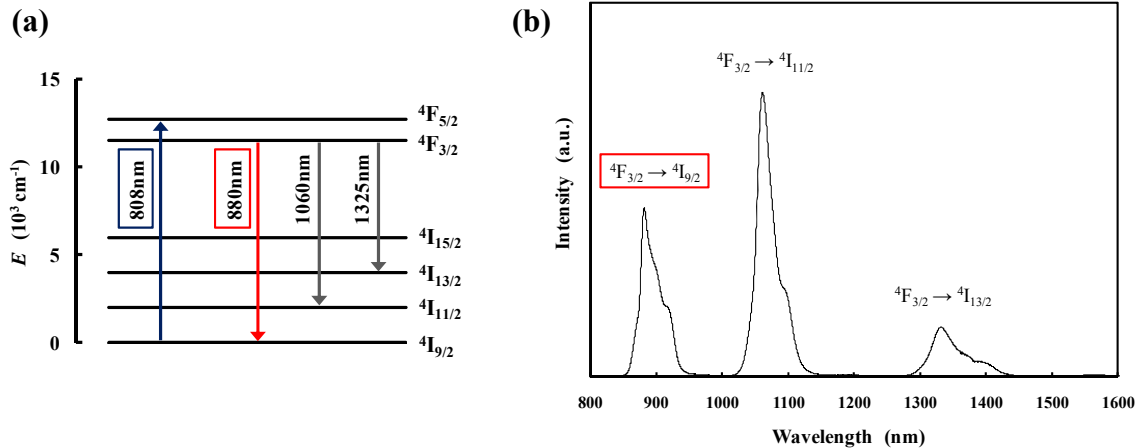 (a)
15
10
5
0
E (10³ cm⁻¹)
808nm
880nm
1060nm
1325nm
⁴F₅/₂
⁴F₃/₂
⁴I₁₅/₂
⁴I₁₃/₂
⁴I₁₁/₂
⁴I₉/₂
(b)
Intensity (a.u.)
⁴F₃/₂ → ⁴I₉/₂
⁴F₃/₂ → ⁴I₁₁/₂
⁴F₃/₂ → ⁴I₁₃/₂
800 900 1000 1100 1200 1300 1400 1500 1600
Wavelength (nm)